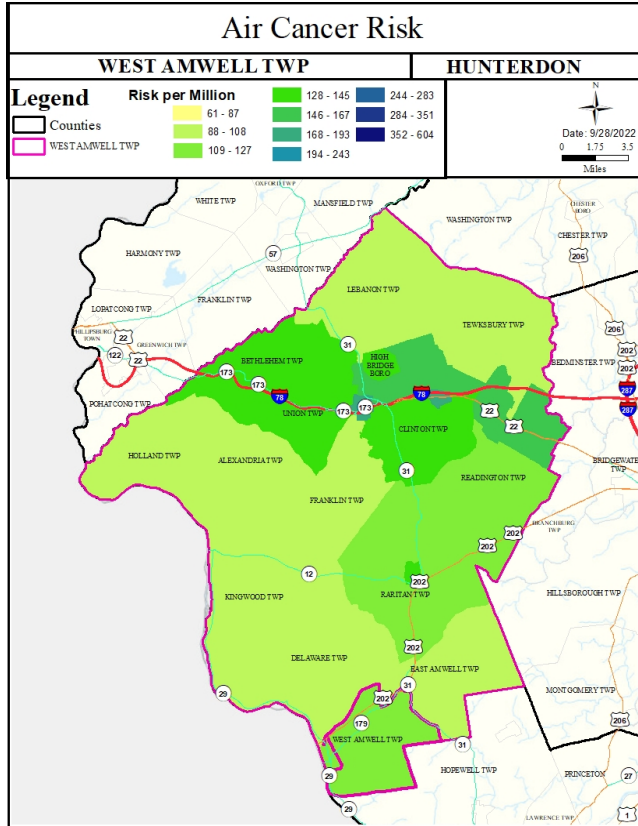 Air Cancer Risk
WEST AMWELL TWP
HUNTERDON
Legend
Counties
WEST AMWELL TWP
Risk per Million
61 - 87
88 - 108
109 - 127
128 - 145
146 - 167
168 - 193
194 - 243
244 - 283
284 - 351
352 - 604
N
Date: 9/28/2022
0 1.75 3.5
Miles
OXFORD TWP
WHITE TWP
MANSFIELD TWP
WASHINGTON TWP
CHESTER BORO
CHESTER TWP
206
HARMONY TWP
57
WASHINGTON TWP
LEBANON TWP
FRANKLIN TWP
LOPATCONG TWP
TEWKSBURY TWP
206
PHILLIPSBURG TOWN
22
GREENWICH TWP
122
22
31
202
202
BETHLEHEM TWP
HIGH BRIDGE BORO
BEDMINSTER TWP
173
173
78
78
287
287
POHATCONG TWP
UNION TWP
173
173
22
22
CLINTON TWP
HOLLAND TWP
ALEXANDRIA TWP
31
READINGTON TWP
BRIDGEWATER TWP
FRANKLIN TWP
202
202
BRANCHBURG TWP
12
202
KINGWOOD TWP
RARITAN TWP
HILLSBOROUGH TWP
202
DELAWARE TWP
EAST AMWELL TWP
31
29
202
MONTGOMERY TWP
179
206
WEST AMWELL TWP
31
29
HOPEWELL TWP
PRINCETON
27
29
LAWRENCE TWP
1